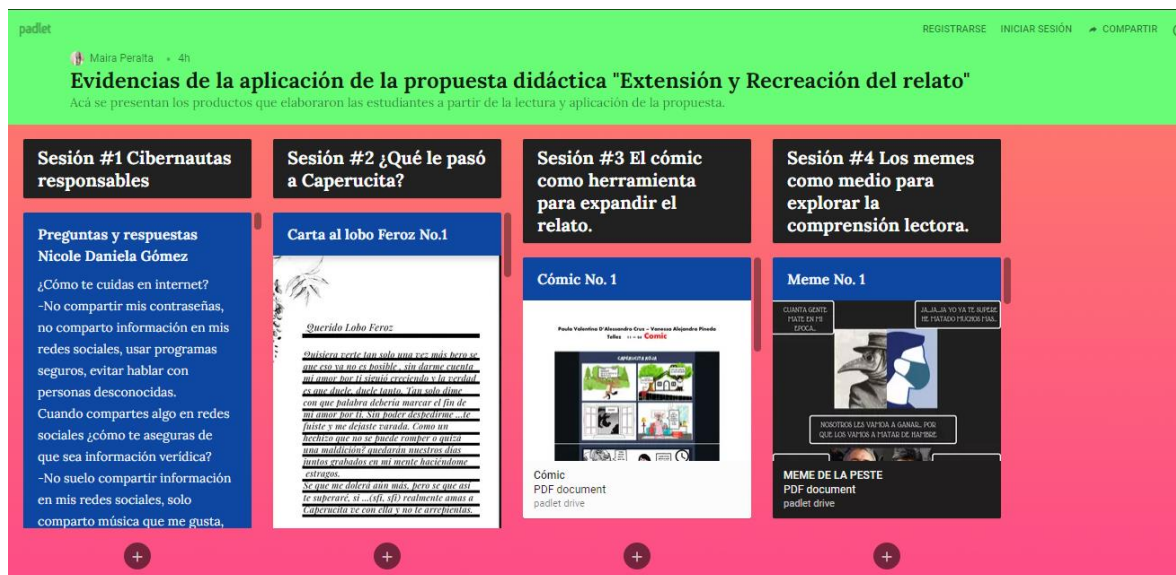 padlet
REGISTRARSE INICIAR SESIÓN COMPARTIR
Maira Peralta • 4h
Evidencias de la aplicación de la propuesta didáctica "Extensión y Recreación del relato"
Acá se presentan los productos que elaboraron las estudiantes a partir de la lectura y aplicación de la propuesta.
Sesión #1 Cibernautas
responsables
Preguntas y respuestas
Nicole Daniela Gómez
¿Cómo te cuidas en internet?
-No compartir mis contraseñas,
no comparto información en mis
redes sociales, usar programas
seguros, evitar hablar con
personas desconocidas.
Cuando compartes algo en redes
sociales ¿cómo te aseguras de
que sea información verídica?
-No suelo compartir información
en mis redes sociales, solo
comparto música que me gusta,
Sesión #2 ¿Qué le pasó
a Caperucita?
Carta al lobo Feroz No.1
Querido Lobo Feroz
Quisiera verte tan solo una vez más pero se
que eso ya no es posible , sin darme cuenta
mi amor por ti siguió creciendo y la verdad
es que duele, duele tanto. Tan solo dime
con que palabra debería marcar el fin de
mi amor por ti. Sin poder despedirme ...te
fuiste y me dejaste varada. Como un
hechizo que no se puede romper o quizá
una maldición? quedarán nuestros días
juntos grabados en mi mente haciéndome
estragos.
Se que me dolerá aún más, pero se que así
te superaré, si ...(sfi, sfi) realmente amas a
Caperucita ve con ella y no te arrepientas.
Sesión #3 El cómic
como herramienta
para expandir el
relato.
Cómic No. 1
Paula Valentina D'Alessandro Cruz – Vanessa Alejandra Pineda
Comic
CAPERUCITA ROJA
Cómic
PDF document
padlet drive
Sesión #4 Los memes
como medio para
explorar la
comprensión lectora.
Meme No. 1
CUANTA GENTE
MATE EN MI
EPOCA..
JA..JA..JA YO YA TE SUPERE
HE MATADO MUCHOS MAS..
NOSOTROS LES VAMOA A GANAR.. POR
QUE LOS VAMOS A MATAR DE HAMBRE
MEME DE LA PESTE
PDF document
padlet drive